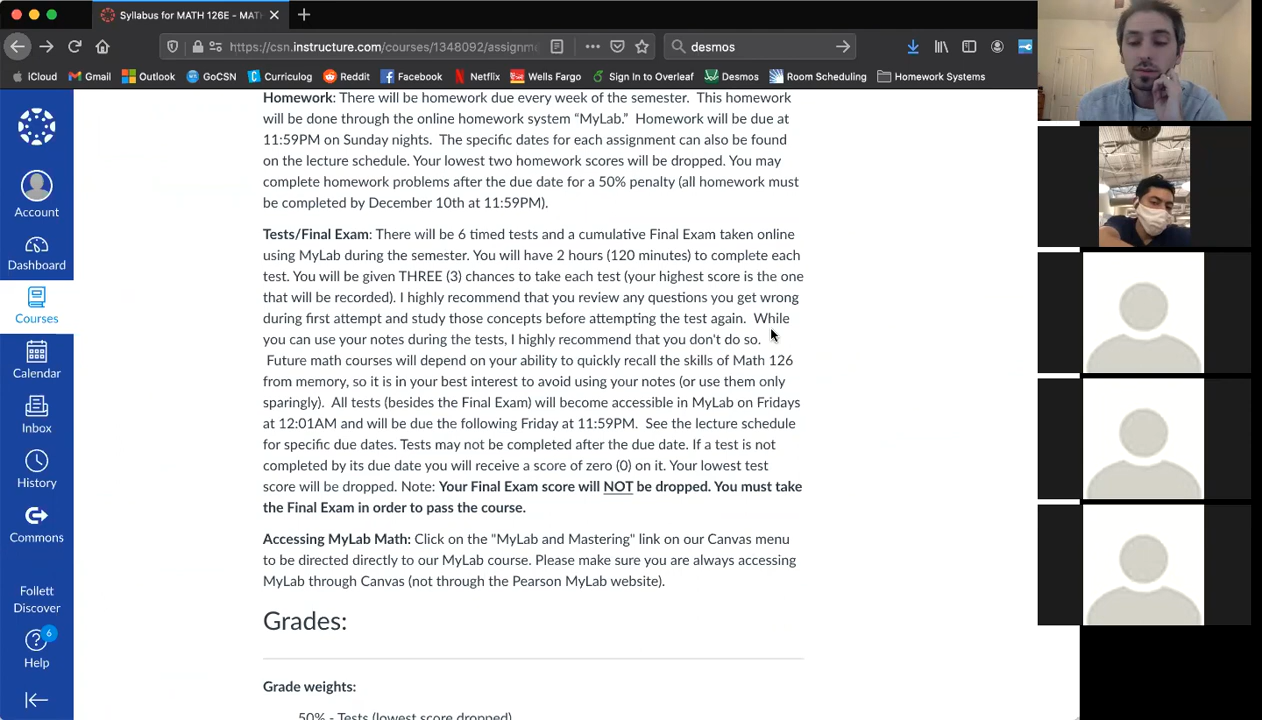 Syllabus for MATH 126E - MAT
https://csn.instructure.com/courses/1348092/assignm
desmos
iCloud Gmail Outlook GoCSN Curriculog Reddit Facebook Netflix Wells Fargo Sign In to Overleaf Desmos Room Scheduling Homework Systems
Account
Dashboard
Courses
Calendar
Inbox
History
Commons
Follett
Discover
6
Help
Homework: There will be homework due every week of the semester. This homework
will be done through the online homework system “MyLab.” Homework will be due at
11:59PM on Sunday nights. The specific dates for each assignment can also be found
on the lecture schedule. Your lowest two homework scores will be dropped. You may
complete homework problems after the due date for a 50% penalty (all homework must
be completed by December 10th at 11:59PM).
Tests/Final Exam: There will be 6 timed tests and a cumulative Final Exam taken online
using MyLab during the semester. You will have 2 hours (120 minutes) to complete each
test. You will be given THREE (3) chances to take each test (your highest score is the one
that will be recorded). I highly recommend that you review any questions you get wrong
during first attempt and study those concepts before attempting the test again. While
you can use your notes during the tests, I highly recommend that you don't do so.
Future math courses will depend on your ability to quickly recall the skills of Math 126
from memory, so it is in your best interest to avoid using your notes (or use them only
sparingly). All tests (besides the Final Exam) will become accessible in MyLab on Fridays
at 12:01AM and will be due the following Friday at 11:59PM. See the lecture schedule
for specific due dates. Tests may not be completed after the due date. If a test is not
completed by its due date you will receive a score of zero (0) on it. Your lowest test
score will be dropped. Note: Your Final Exam score will NOT be dropped. You must take
the Final Exam in order to pass the course.
Accessing MyLab Math: Click on the "MyLab and Mastering" link on our Canvas menu
to be directed directly to our MyLab course. Please make sure you are always accessing
MyLab through Canvas (not through the Pearson MyLab website).
Grades:
Grade weights:
50% - Tests (lowest score dropped)